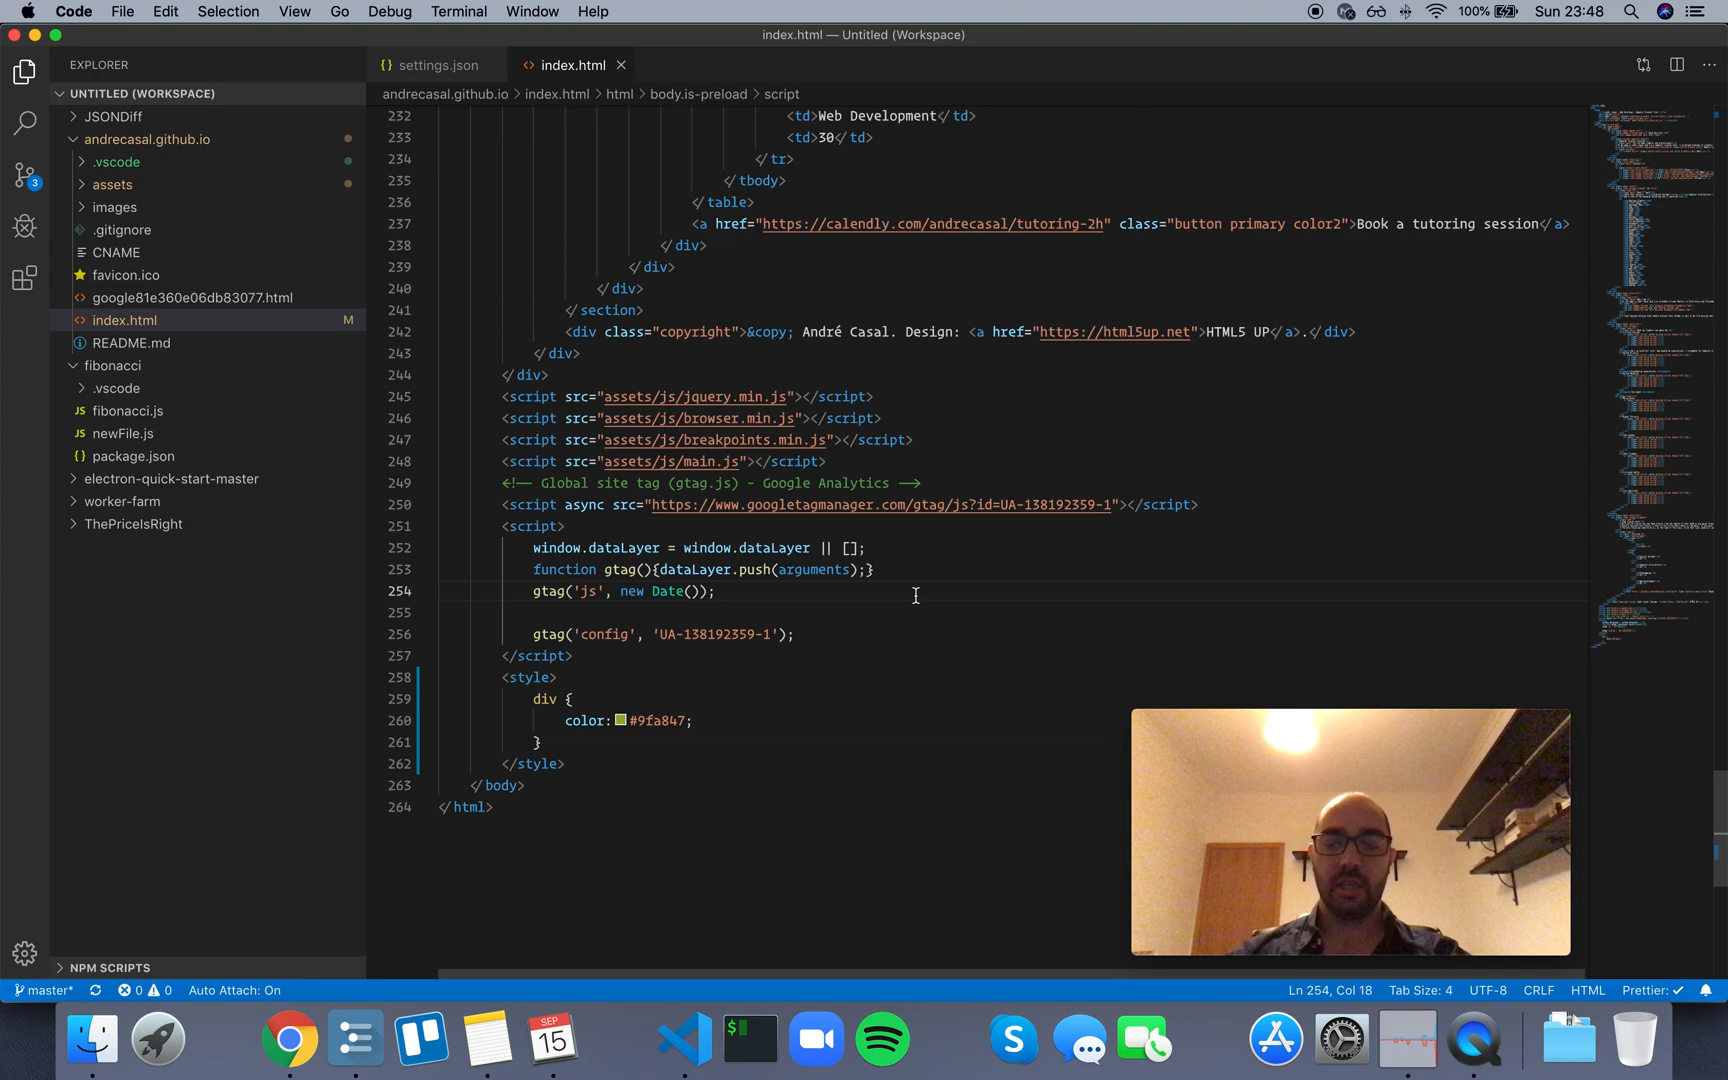 Code File Edit Selection View Go Debug Terminal Window Help 100% Sun 23:48
index.html — Untitled (Workspace)
EXPLORER
{} settings.json
<> index.html
UNTITLED (WORKSPACE)
andrecasal.github.io > index.html > html > body.is-preload > script
JSONDiff
andrecasal.github.io
.vscode
assets
images
.gitignore
CNAME
favicon.ico
<> google81e360e06db83077.html
<> index.html M
README.md
fibonacci
.vscode
JS fibonacci.js
JS newFile.js
{} package.json
electron-quick-start-master
worker-farm
ThePriceIsRight
NPM SCRIPTS
3
232 <td>Web Development</td>
233 <td>30</td>
234 </tr>
235 </tbody>
236 </table>
237 <a href="https://calendly.com/andrecasal/tutoring-2h" class="button primary color2">Book a tutoring session</a>
238 </div>
239 </div>
240 </div>
241 </section>
242 <div class="copyright">&copy; André Casal. Design: <a href="https://html5up.net">HTML5 UP</a>.</div>
243 </div>
244 </div>
245 <script src="assets/js/jquery.min.js"></script>
246 <script src="assets/js/browser.min.js"></script>
247 <script src="assets/js/breakpoints.min.js"></script>
248 <script src="assets/js/main.js"></script>
249 <!-- Global site tag (gtag.js) - Google Analytics -->
250 <script async src="https://www.googletagmanager.com/gtag/js?id=UA-138192359-1"></script>
251 <script>
252 window.dataLayer = window.dataLayer || [];
253 function gtag(){dataLayer.push(arguments);}
254 gtag('js', new Date());
255
256 gtag('config', 'UA-138192359-1');
257 </script>
258 <style>
259 div {
260 color: #9fa847;
261 }
262 </style>
263 </body>
264 </html>
master* 0 0 Auto Attach: On Ln 254, Col 18 Tab Size: 4 UTF-8 CRLF HTML Prettier: ✓
SEP
15
$